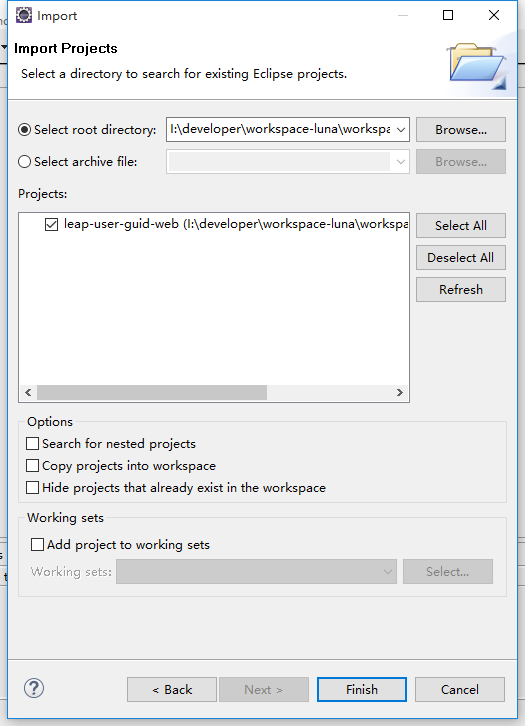 Import
Import Projects
Select a directory to search for existing Eclipse projects.
Select root directory:
I:\developer\workspace-luna\workspa
Browse...
Select archive file:
Browse...
Projects:
leap-user-guid-web (I:\developer\workspace-luna\workspa
Select All
Deselect All
Refresh
Options
Search for nested projects
Copy projects into workspace
Hide projects that already exist in the workspace
Working sets
Add project to working sets
Working sets:
Select...
?
< Back
Next >
Finish
Cancel